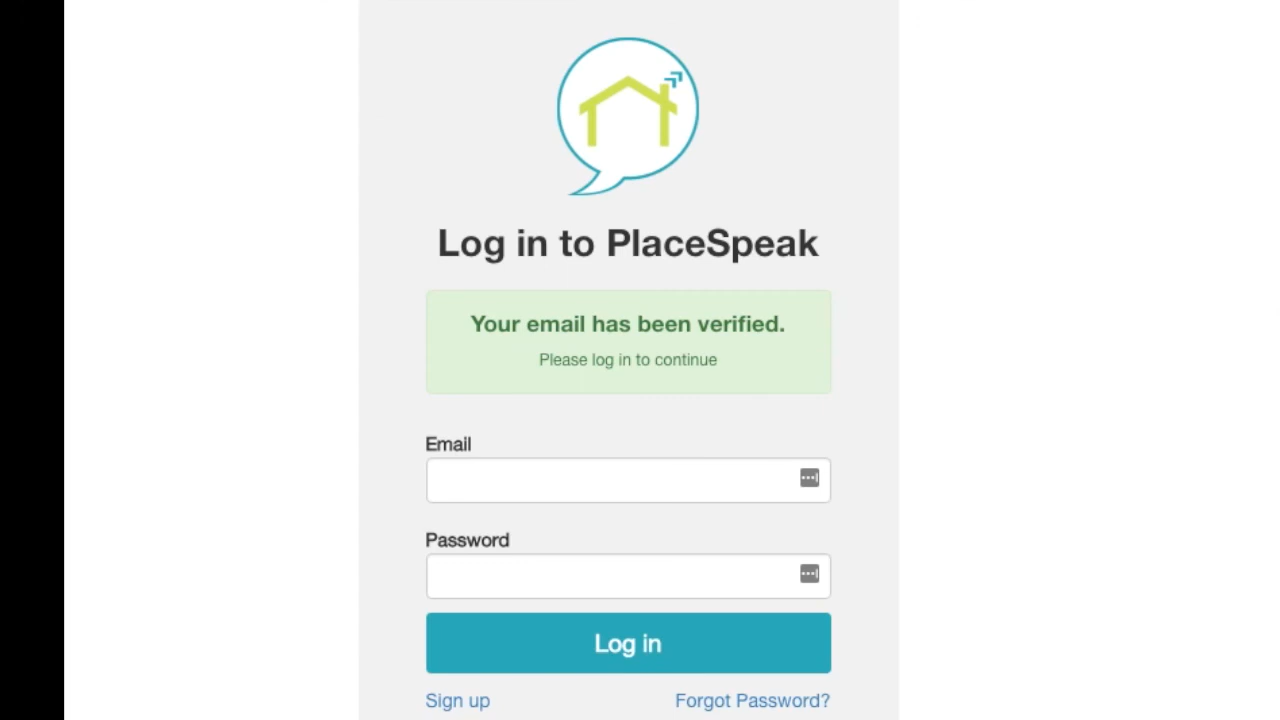 Log in to PlaceSpeak
Your email has been verified.
Please log in to continue
Email
Password
Log in
Sign up
Forgot Password?